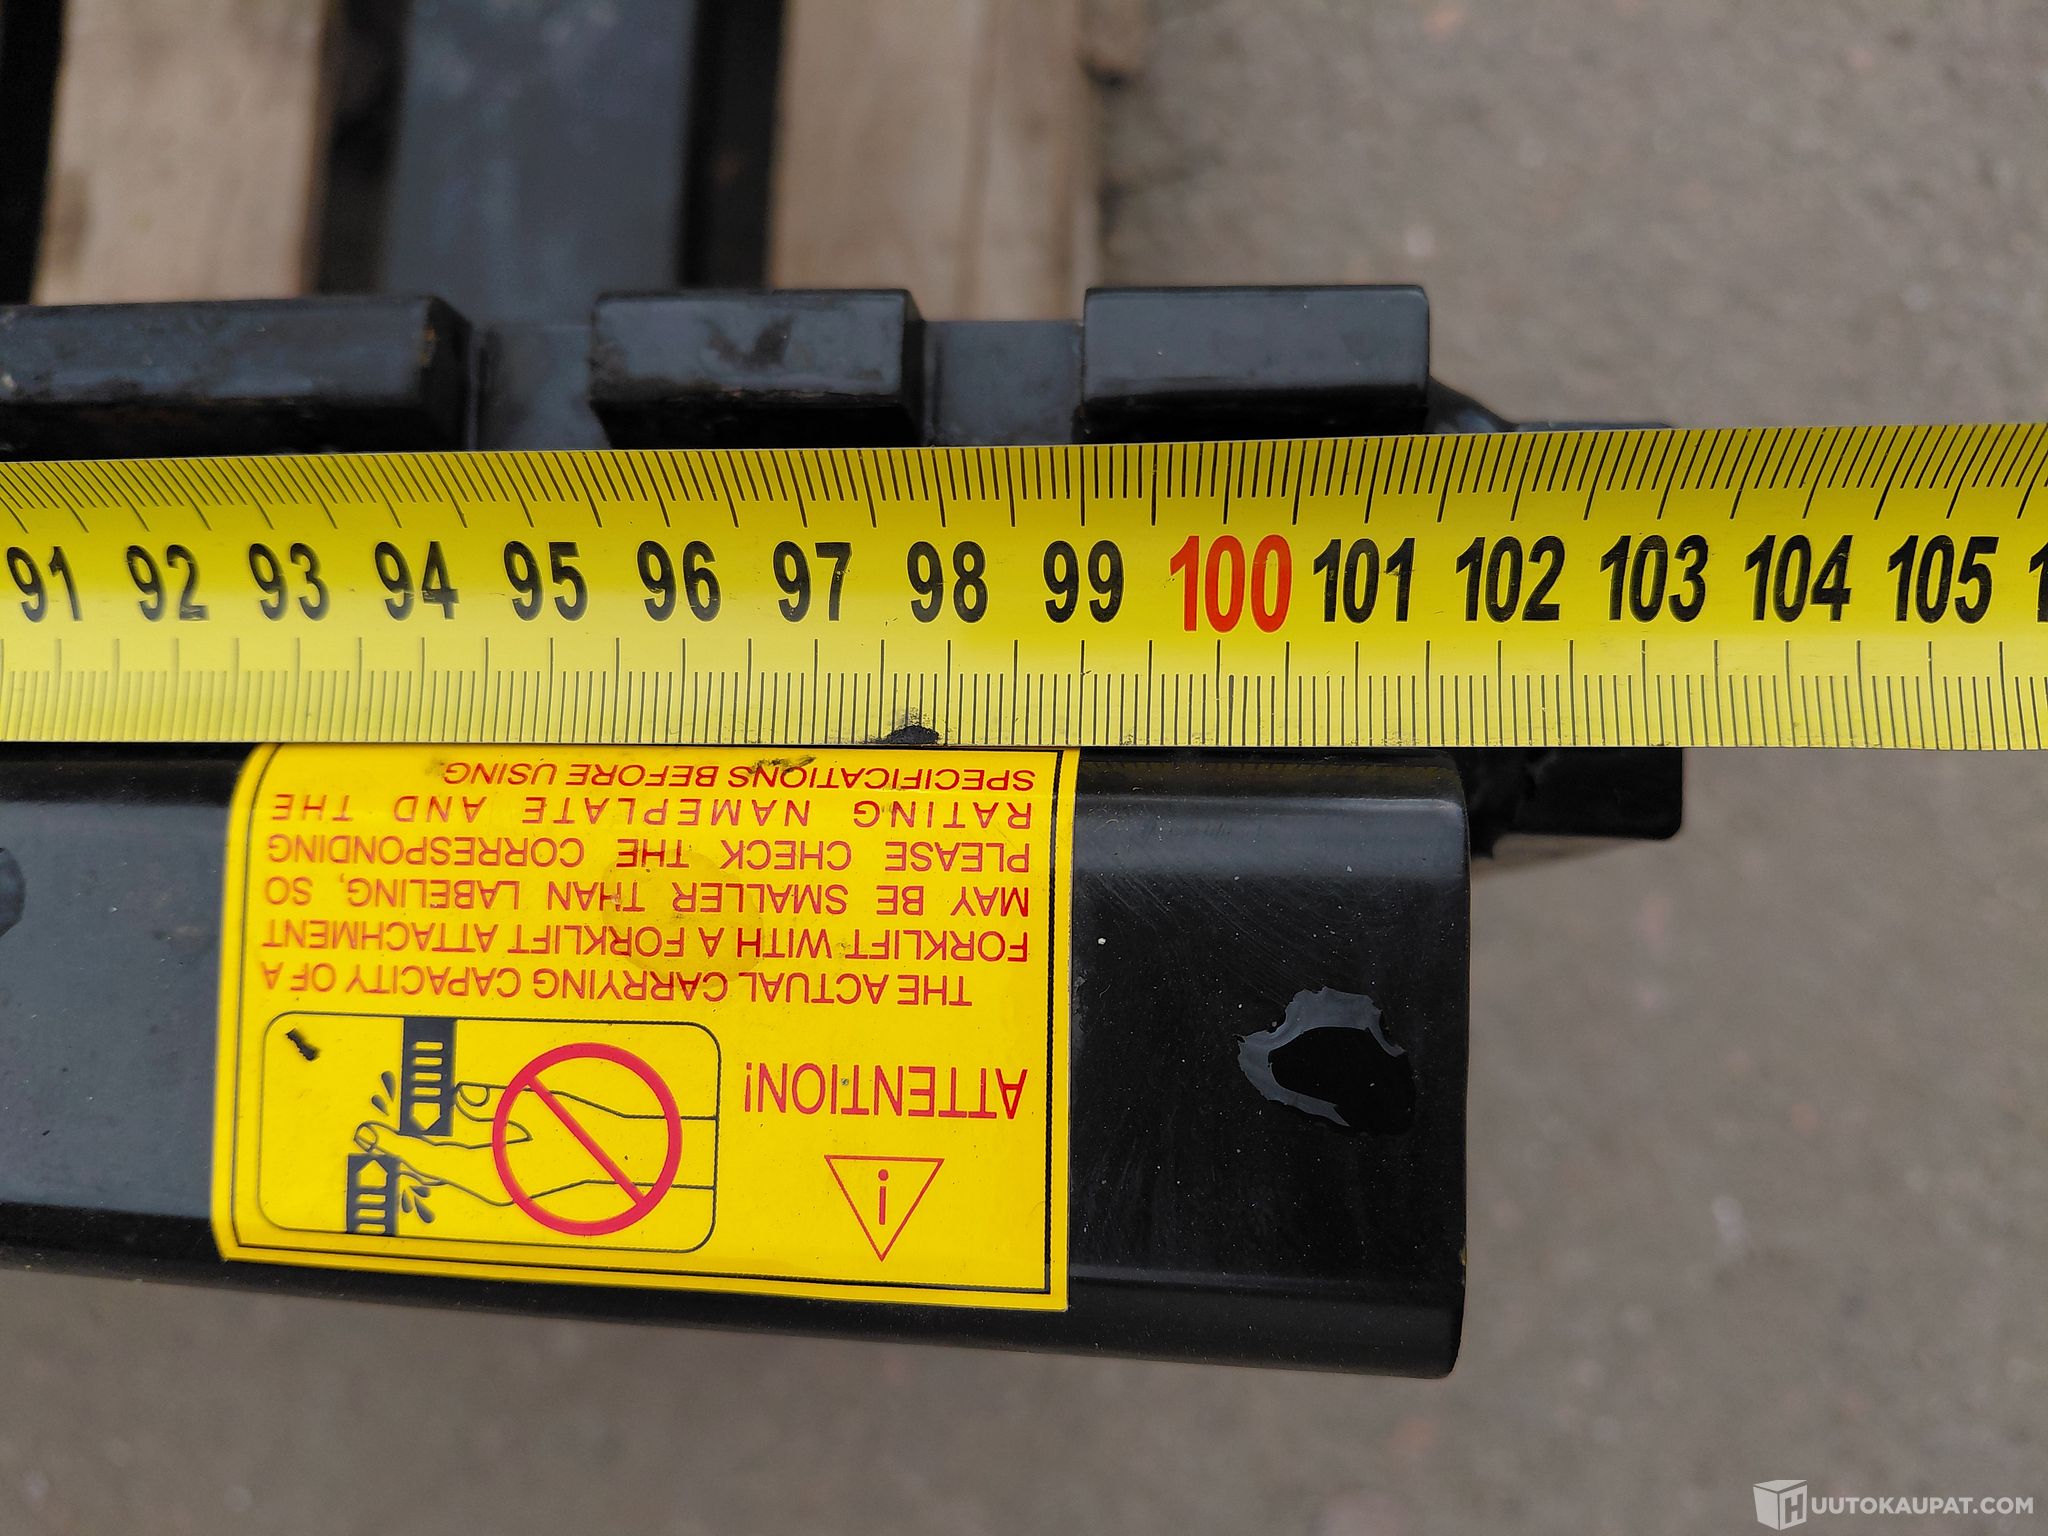 91 92 93 94 95 96 97 98 99 100 101 102 103 104 105
ATTENTION!
THE ACTUAL CARRYING CAPACITY OF A
FORKLIFT WITH A FORKLIFT ATTACHMENT
MAY BE SMALLER THAN LABELING, SO
PLEASE CHECK THE CORRESPONDING
RATING NAMEPLATE AND THE
SPECIFICATIONS BEFORE USING
HUUTOKAUPAT.COM